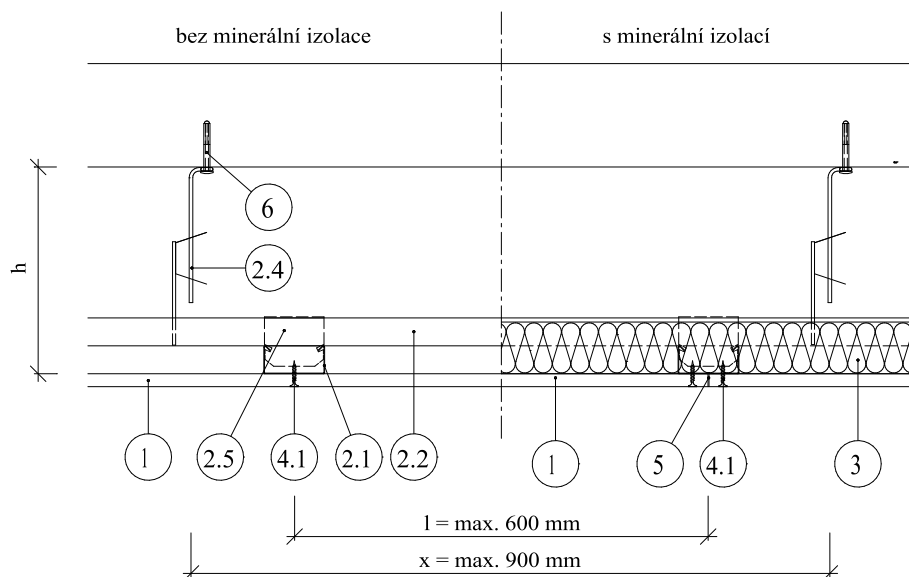 bez minerální izolace
s minerální izolací
6
h
2.4
1
2.5
4.1
2.1
2.2
1
5
4.1
3
l = max. 600 mm
x = max. 900 mm